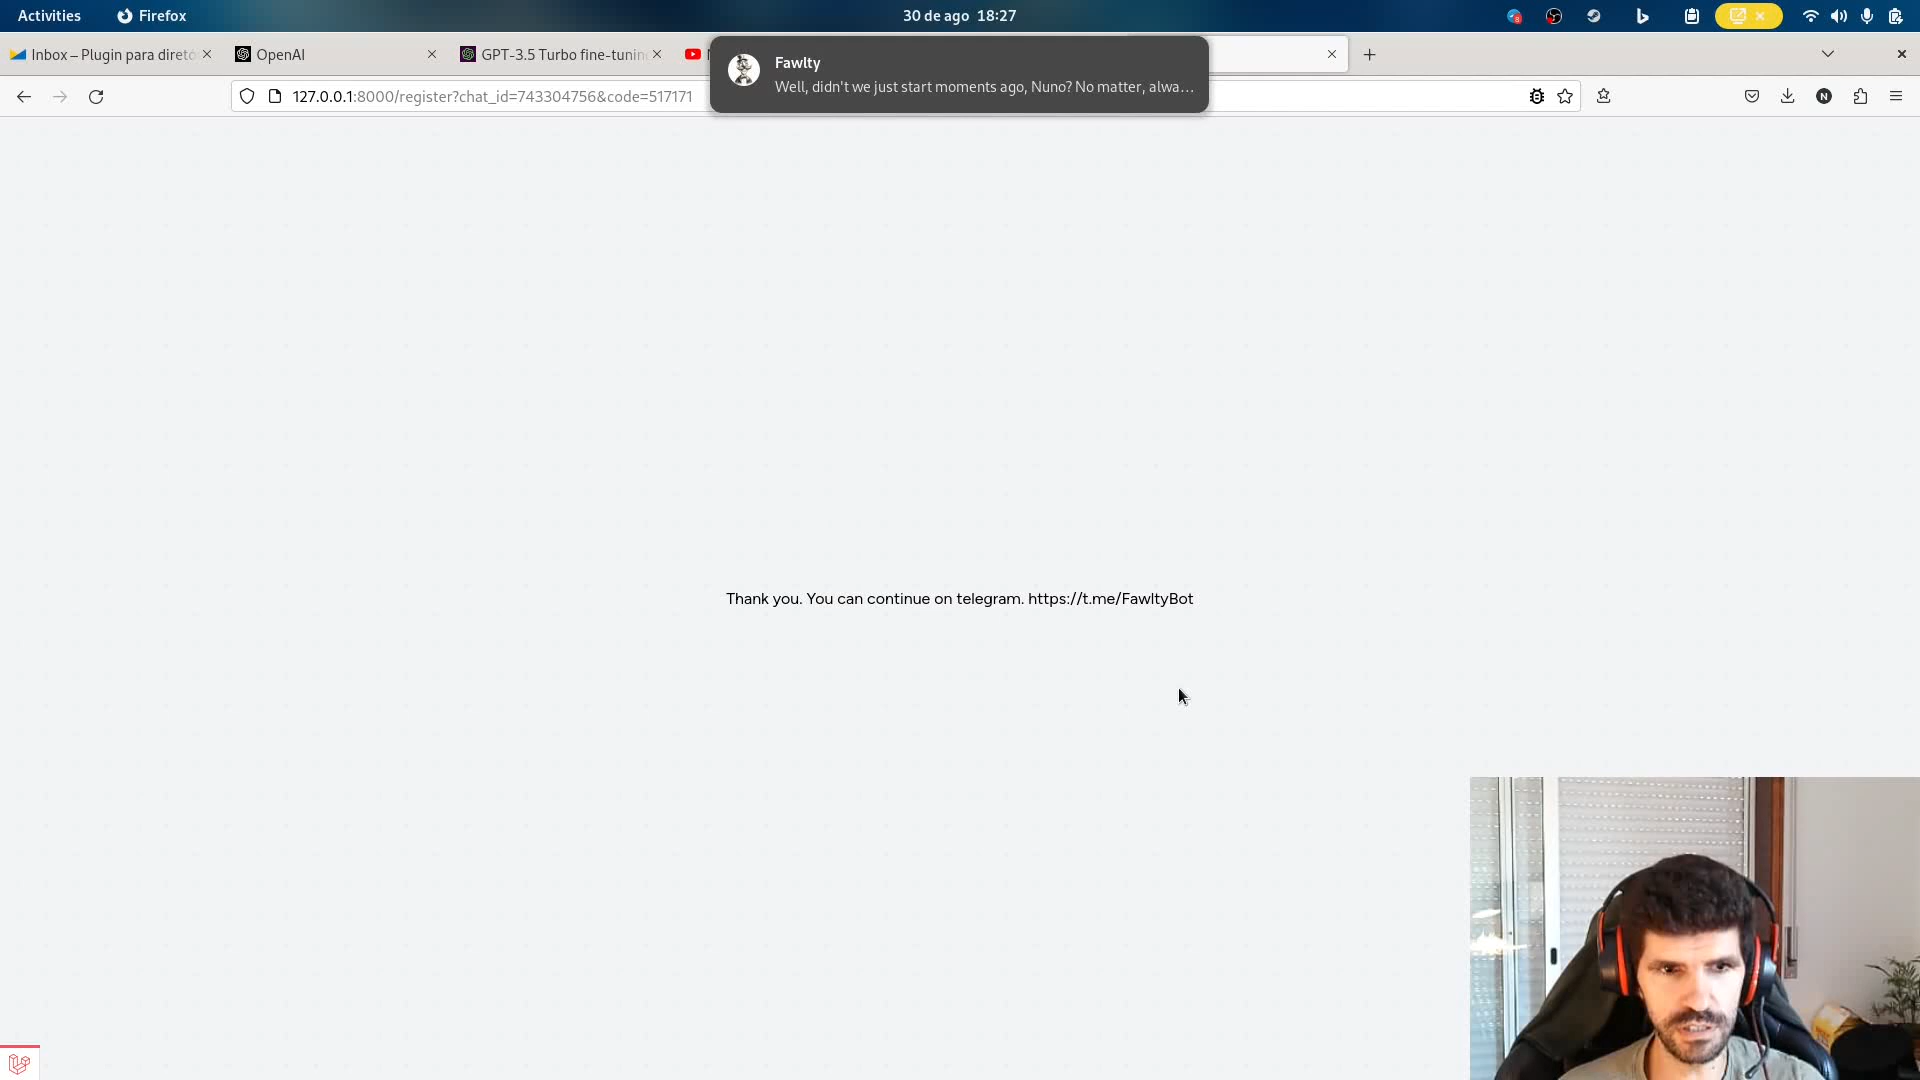 Activities
Firefox
30 de ago 18:27
8
Inbox – Plugin para diretó
OpenAI
GPT-3.5 Turbo fine-tunin
Fawlty
Well, didn't we just start moments ago, Nuno? No matter, alwa...
127.0.0.1:8000/register?chat_id=743304756&code=517171
N
Thank you. You can continue on telegram. https://t.me/FawltyBot